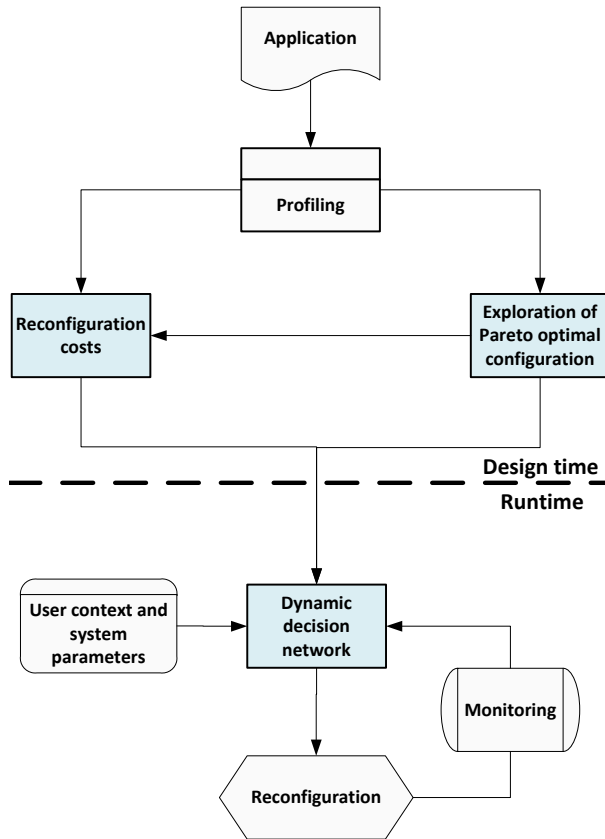 Application
Profiling
Reconfiguration
costs
Exploration of
Pareto optimal
configuration
Design time
Runtime
User context and
system
parameters
Dynamic
decision
network
Monitoring
Reconfiguration